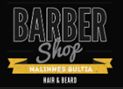 BARBER
Shop
NALINNES BULTIA
HAIR & BEARD